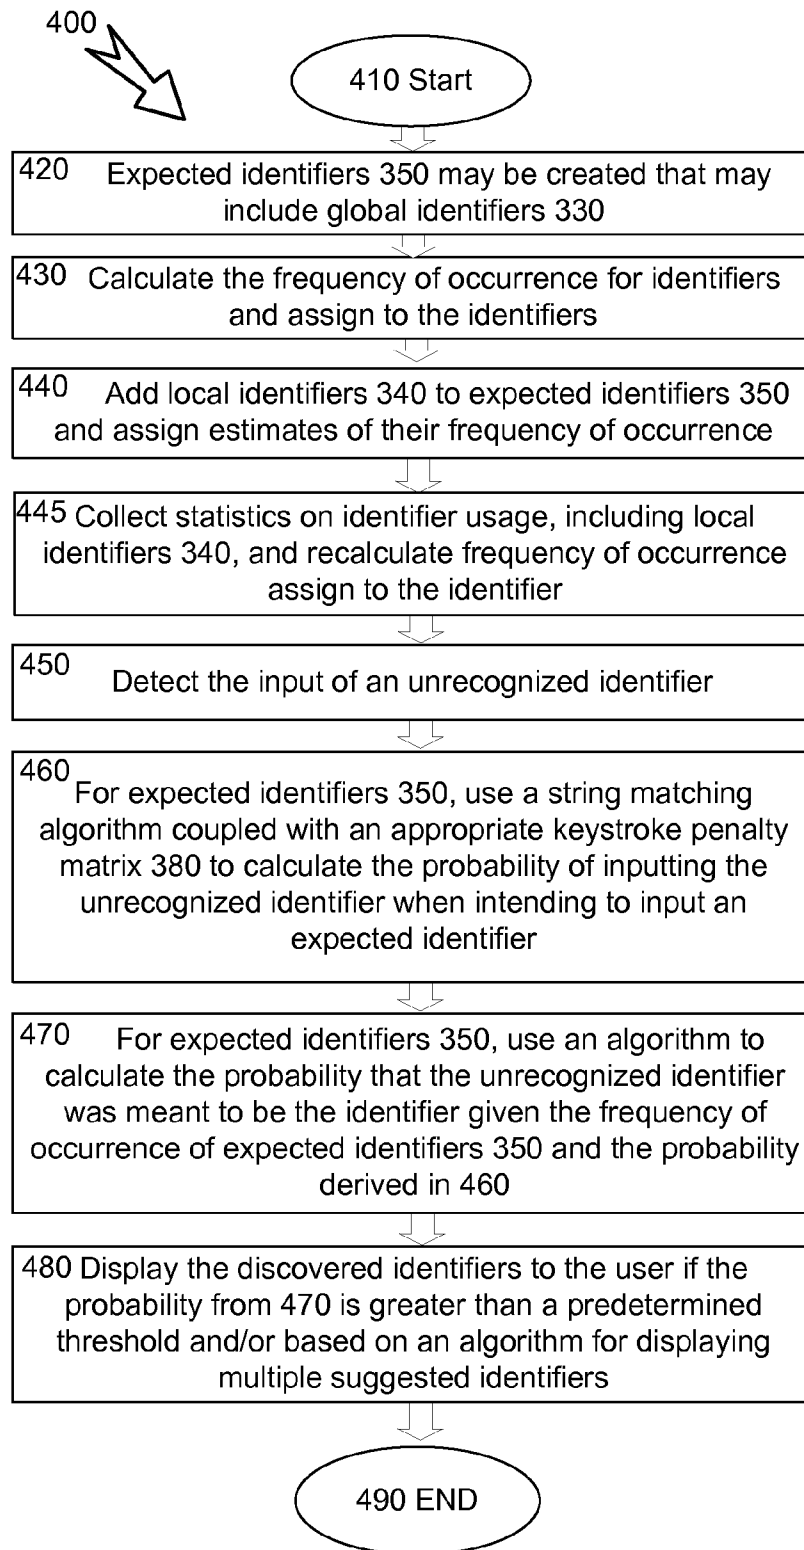 400
410 Start
420 Expected identifiers 350 may be created that may
include global identifiers 330
430 Calculate the frequency of occurrence for identifiers
and assign to the identifiers
440 Add local identifiers 340 to expected identifiers 350
and assign estimates of their frequency of occurrence
445 Collect statistics on identifier usage, including local
identifiers 340, and recalculate frequency of occurrence
assign to the identifier
450
Detect the input of an unrecognized identifier
460
For expected identifiers 350, use a string matching
algorithm coupled with an appropriate keystroke penalty
matrix 380 to calculate the probability of inputting the
unrecognized identifier when intending to input an
expected identifier
470 For expected identifiers 350, use an algorithm to
calculate the probability that the unrecognized identifier
was meant to be the identifier given the frequency of
occurrence of expected identifiers 350 and the probability
derived in 460
480 Display the discovered identifiers to the user if the
probability from 470 is greater than a predetermined
threshold and/or based on an algorithm for displaying
multiple suggested identifiers
490 END